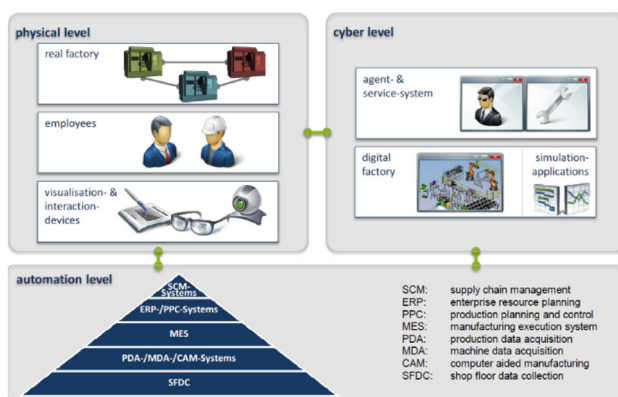 physical level
real factory
employees
visualisation- &
interaction-
devices
cyber level
agent- &
service-system
digital
factory
simulation-
applications
automation level
SCM-
Systems
ERP-/PPC-Systems
MES
PDA-/MDA-/CAM-Systems
SFDC
SCM: supply chain management
ERP: enterprise resource planning
PPC: production planning and control
MES: manufacturing execution system
PDA: production data acquisition
MDA: machine data acquisition
CAM: computer aided manufacturing
SFDC: shop floor data collection